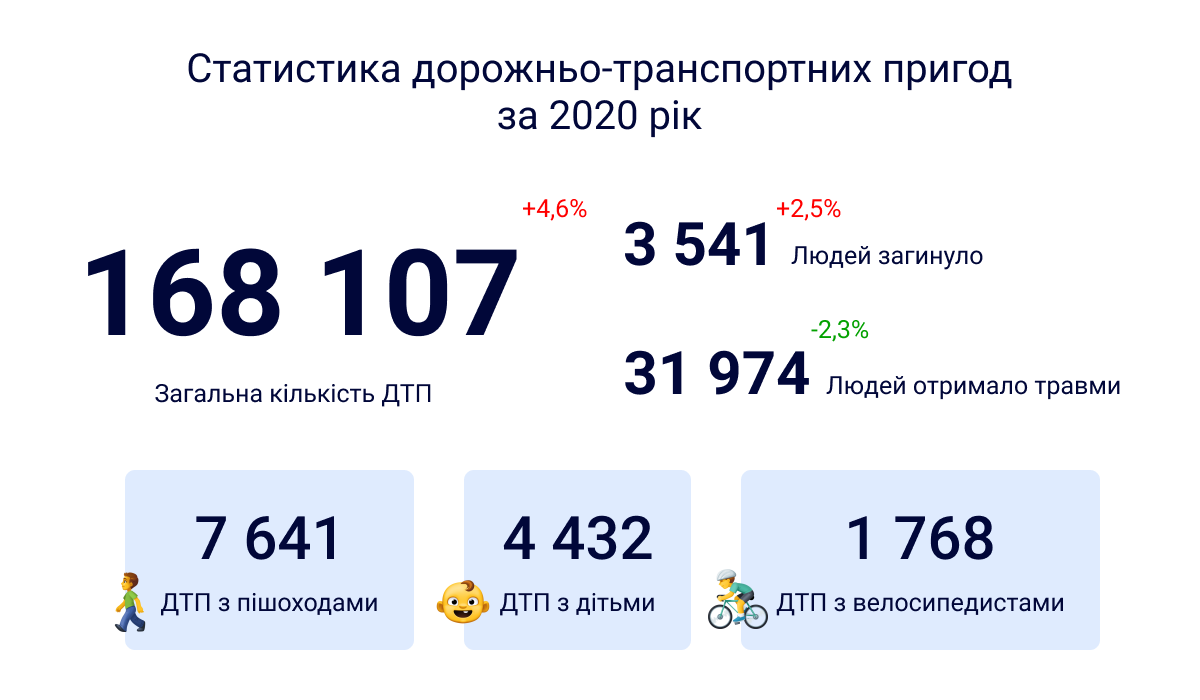 Статистика дорожньо-транспортних пригод
за 2020 рік
+4,6%
168 107
Загальна кількість ДТП
+2,5%
3 541 Людей загинуло
-2,3%
31 974 Людей отримало травми
7 641
ДТП з пішоходами
4 432
ДТП з дітьми
1 768
ДТП з велосипедистами